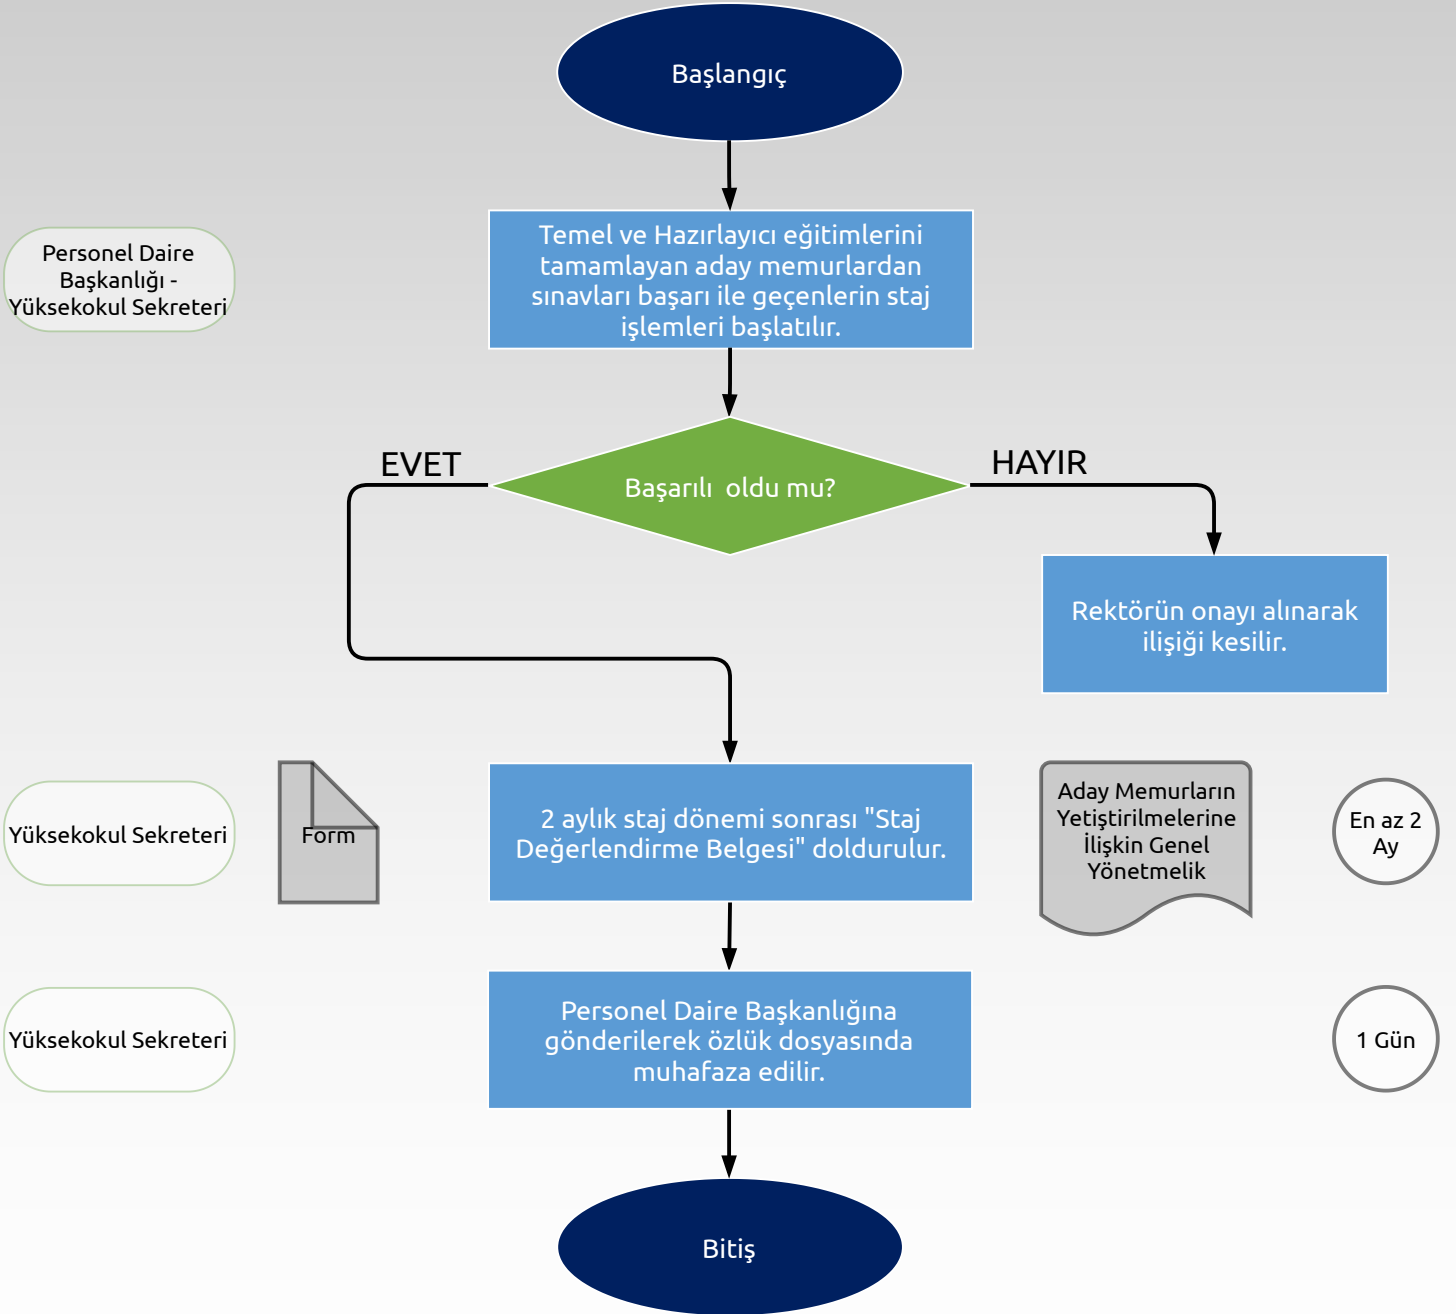 Başlangıç
Personel Daire
Başkanlığı -
Yüksekokul Sekreteri
Temel ve Hazırlayıcı eğitimlerini
tamamlayan aday memurlardan
sınavları başarı ile geçenlerin staj
işlemleri başlatılır.
EVET
Başarılı  oldu mu?
HAYIR
Rektörün onayı alınarak
ilişiği kesilir.
Yüksekokul Sekreteri
Form
2 aylık staj dönemi sonrası "Staj
Değerlendirme Belgesi" doldurulur.
Aday Memurların
Yetiştirilmelerine
İlişkin Genel
Yönetmelik
En az 2
Ay
Yüksekokul Sekreteri
Personel Daire Başkanlığına
gönderilerek özlük dosyasında
muhafaza edilir.
1 Gün
Bitiş